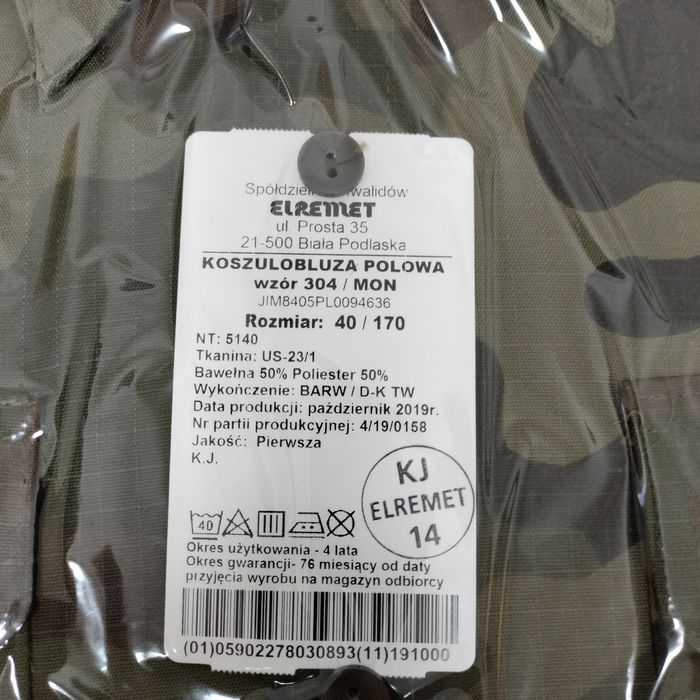 Spółdzielnia Inwalidów
ELREMET
ul. Prosta 35
21-500 Biała Podlaska
KOSZULOBLUZA POLOWA
wzór 304 / MON
JIM8405PL0094636
Rozmiar: 40 / 170
NT: 5140
Tkanina: US-23/1
Bawełna 50% Poliester 50%
Wykończenie: BARW / D-K TW
Data produkcji: październik 2019r.
Nr partii produkcyjnej: 4/19/0158
Jakość: Pierwsza
K.J.
KJ
ELREMET
14
40
Okres użytkowania - 4 lata
Okres gwarancji- 76 miesiący od daty
przyjęcia wyrobu na magazyn odbiorcy
(01)05902278030893(11)191000